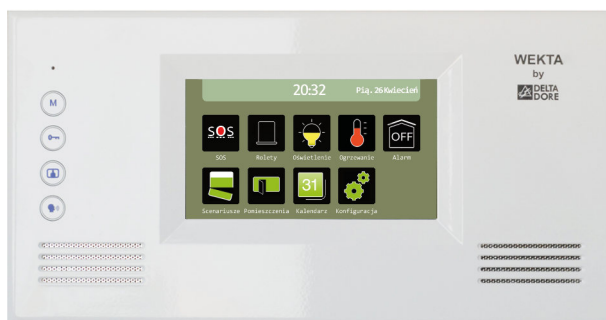 WEKTA
by
DELTA
DORE
M
20:32 Pią. 26 Kwiecień
SOS
OFF
SOS Rolety Oświetlenie Ogrzewanie Alarm
31
Scenariusze Pomieszczenia Kalendarz Konfiguracja